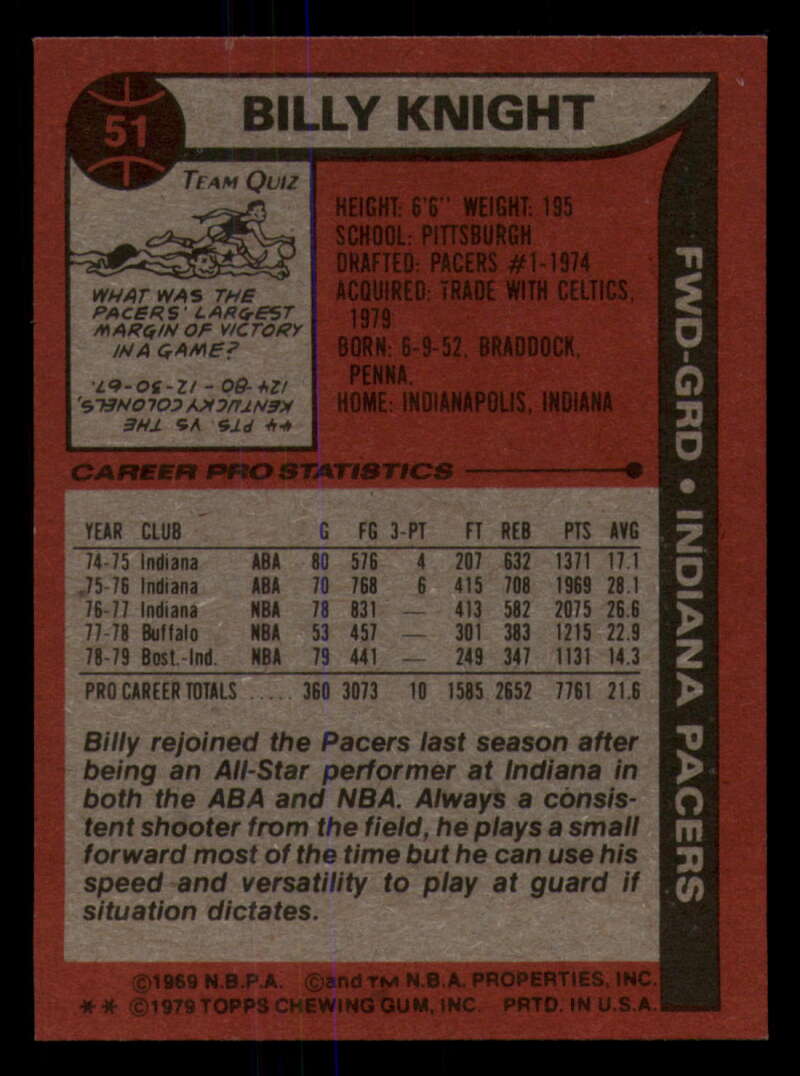 51
BILLY KNIGHT
TEAM QUIZ
WHAT WAS THE
PACERS' LARGEST
MARGIN OF VICTORY
IN A GAME?
44 PTS VS THE
KENTUCKY COLONELS,
124-80 - 12-30-67.
HEIGHT: 6'6" WEIGHT: 195
SCHOOL: PITTSBURGH
DRAFTED: PACERS #1-1974
ACQUIRED: TRADE WITH CELTICS,
1979
BORN: 6-9-52, BRADDOCK,
PENNA.
HOME: INDIANAPOLIS, INDIANA
FWD-GRD • INDIANA PACERS
CAREER PRO STATISTICS
YEAR CLUB G FG 3-PT FT REB PTS AVG
74-75 Indiana ABA 80 576 4 207 632 1371 17.1
75-76 Indiana ABA 70 768 6 415 708 1969 28.1
76-77 Indiana NBA 78 831 — 413 582 2075 26.6
77-78 Buffalo NBA 53 457 — 301 383 1215 22.9
78-79 Bost.-Ind. NBA 79 441 — 249 347 1131 14.3
PRO CAREER TOTALS ..... 360 3073 10 1585 2652 7761 21.6
Billy rejoined the Pacers last season after
being an All-Star performer at Indiana in
both the ABA and NBA. Always a consis-
tent shooter from the field, he plays a small
forward most of the time but he can use his
speed and versatility to play at guard if
situation dictates.
©1969 N.B.P.A. ©and TM N.B.A. PROPERTIES, INC.
** ©1979 TOPPS CHEWING GUM, INC. PRTD. IN U.S.A.